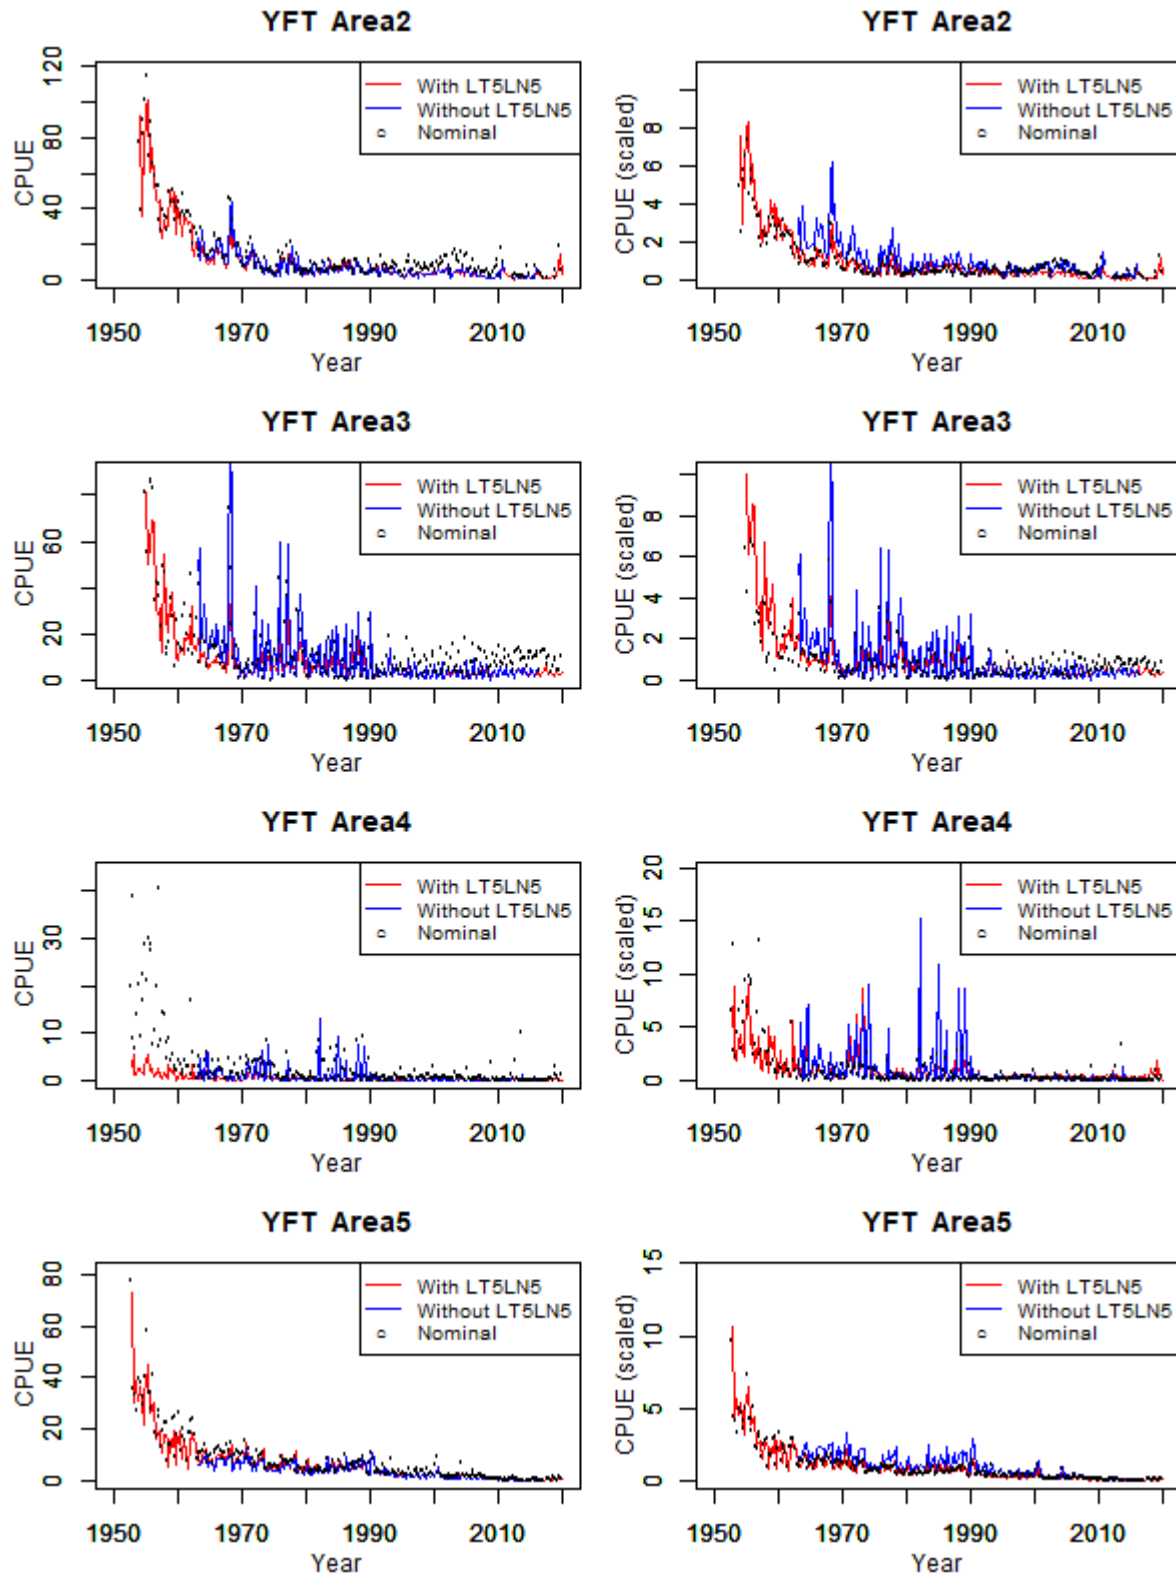 YFT Area2
YFT Area2
120
80
40
0
CPUE
With LT5LN5
Without LT5LN5
Nominal
1950 1970 1990 2010
Year
8
6
4
2
0
CPUE (scaled)
With LT5LN5
Without LT5LN5
Nominal
1950 1970 1990 2010
Year
YFT Area3
YFT Area3
60
20
0
CPUE
With LT5LN5
Without LT5LN5
Nominal
1950 1970 1990 2010
Year
8
6
4
2
0
CPUE (scaled)
With LT5LN5
Without LT5LN5
Nominal
1950 1970 1990 2010
Year
YFT Area4
YFT Area4
30
10
0
CPUE
With LT5LN5
Without LT5LN5
Nominal
1950 1970 1990 2010
Year
20
15
10
5
0
CPUE (scaled)
With LT5LN5
Without LT5LN5
Nominal
1950 1970 1990 2010
Year
YFT Area5
YFT Area5
80
60
40
20
0
CPUE
With LT5LN5
Without LT5LN5
Nominal
1950 1970 1990 2010
Year
15
10
5
0
CPUE (scaled)
With LT5LN5
Without LT5LN5
Nominal
1950 1970 1990 2010
Year